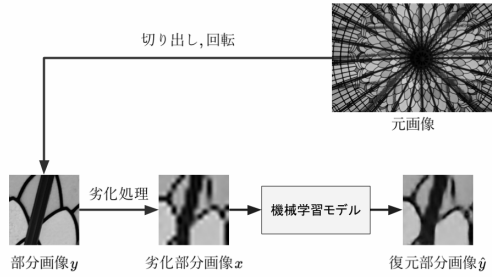 切り出し,回転
元画像
劣化処理
機械学習モデル
部分画像y
劣化部分画像x
復元部分画像ŷ